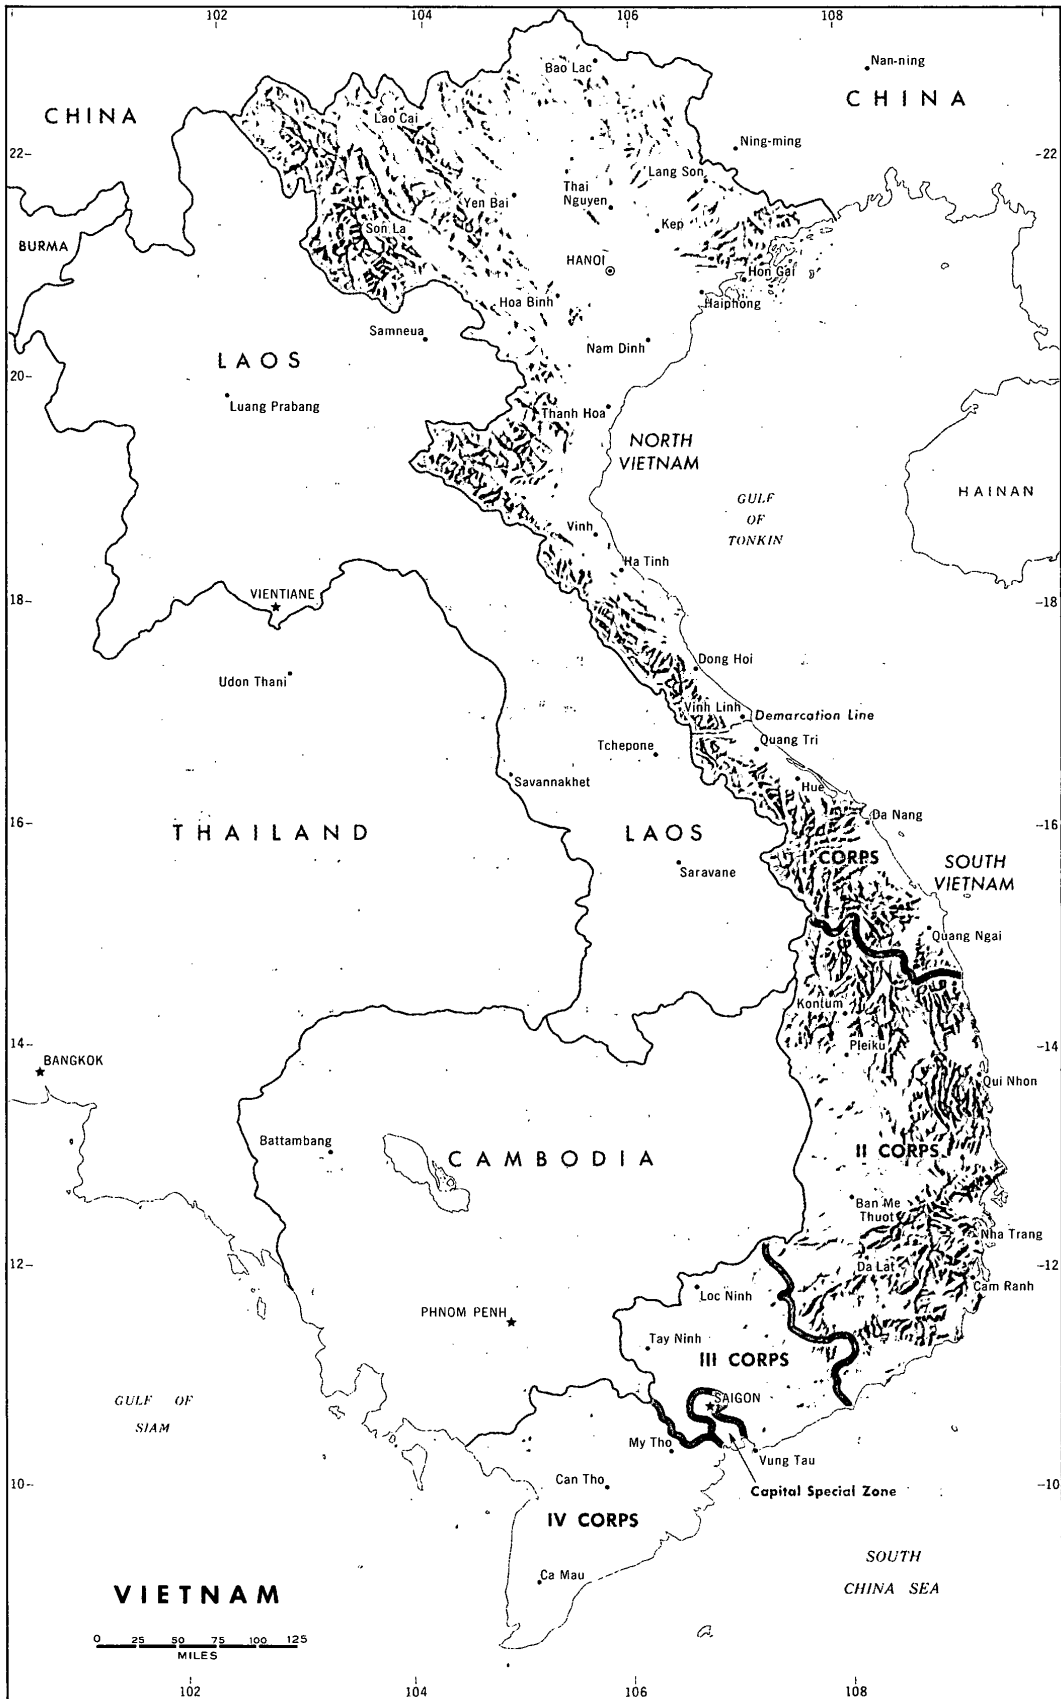 102
104
106
108
Bao Lac
Nan-ning
CHINA
CHINA
Lao Cai
Ning-ming
22
22
Lang Son
Thai
Nguyen
Yen Bai
Kep
Son La
BURMA
HANOI
Hon Gai
Hoa Binh
Haiphong
Samneua
Nam Dinh
LAOS
20
Luang Prabang
Thanh Hoa
NORTH
VIETNAM
HAINAN
GULF
OF
TONKIN
Vinh
Ha Tinh
VIENTIANE
18
18
Dong Hoi
Udon Thani
Vinh Linh
Demarcation Line
Tchepone
Quang Tri
Savannakhet
Hue
Da Nang
16
16
THAILAND
LAOS
I CORPS
SOUTH
VIETNAM
Saravane
Quang Ngai
Kontum
14
14
Pleiku
BANGKOK
Qui Nhon
Battambang
CAMBODIA
II CORPS
Ban Me
Thuot
Nha Trang
12
12
Da Lat
Cam Ranh
Loc Ninh
PHNOM PENH
Tay Ninh
III CORPS
GULF OF
SIAM
SAIGON
My Tho
Vung Tau
10
10
Can Tho
Capital Special Zone
IV CORPS
SOUTH
CHINA SEA
Ca Mau
VIETNAM
0 25 50 75 100 125
MILES
102
104
106
108